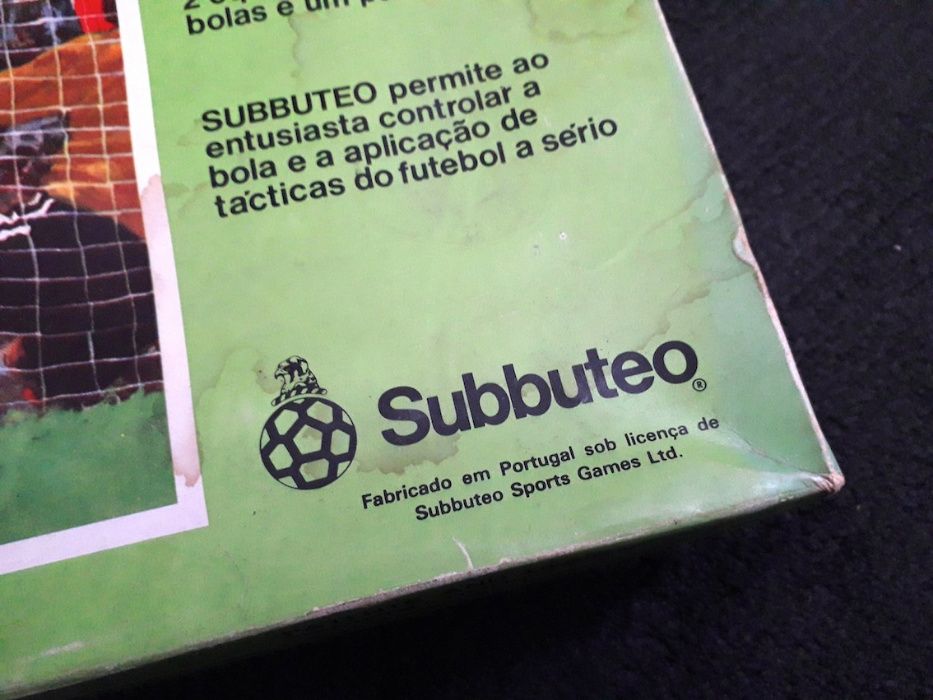 bolas e um
SUBBUTEO permite ao
entusiasta controlar a
bola e a aplicação de
tácticas do futebol a sério
Subbuteo ®
Fabricado em Portugal sob licença de
Subbuteo Sports Games Ltd.